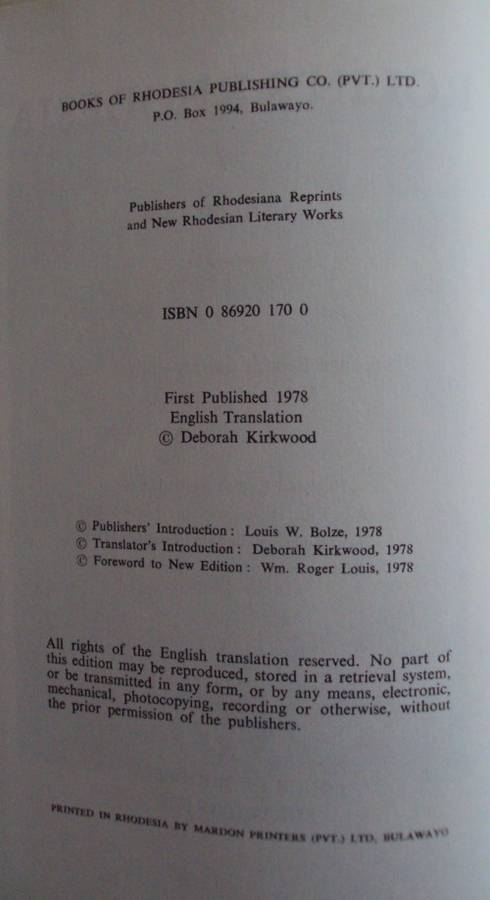 BOOKS OF RHODESIA PUBLISHING CO. (PVT.) LTD.
P.O. Box 1994, Bulawayo.
Publishers of Rhodesiana Reprints
and New Rhodesian Literary Works
ISBN 0 86920 170 0
First Published 1978
English Translation
© Deborah Kirkwood
© Publishers' Introduction : Louis W. Bolze, 1978
© Translator's Introduction : Deborah Kirkwood, 1978
© Foreword to New Edition : Wm. Roger Louis, 1978
All rights of the English translation reserved. No part of
this edition may be reproduced, stored in a retrieval system,
or be transmitted in any form, or by any means, electronic,
mechanical, photocopying, recording or otherwise, without
the prior permission of the publishers.
PRINTED IN RHODESIA BY MARDON PRINTERS (PVT.) LTD, BULAWAYO